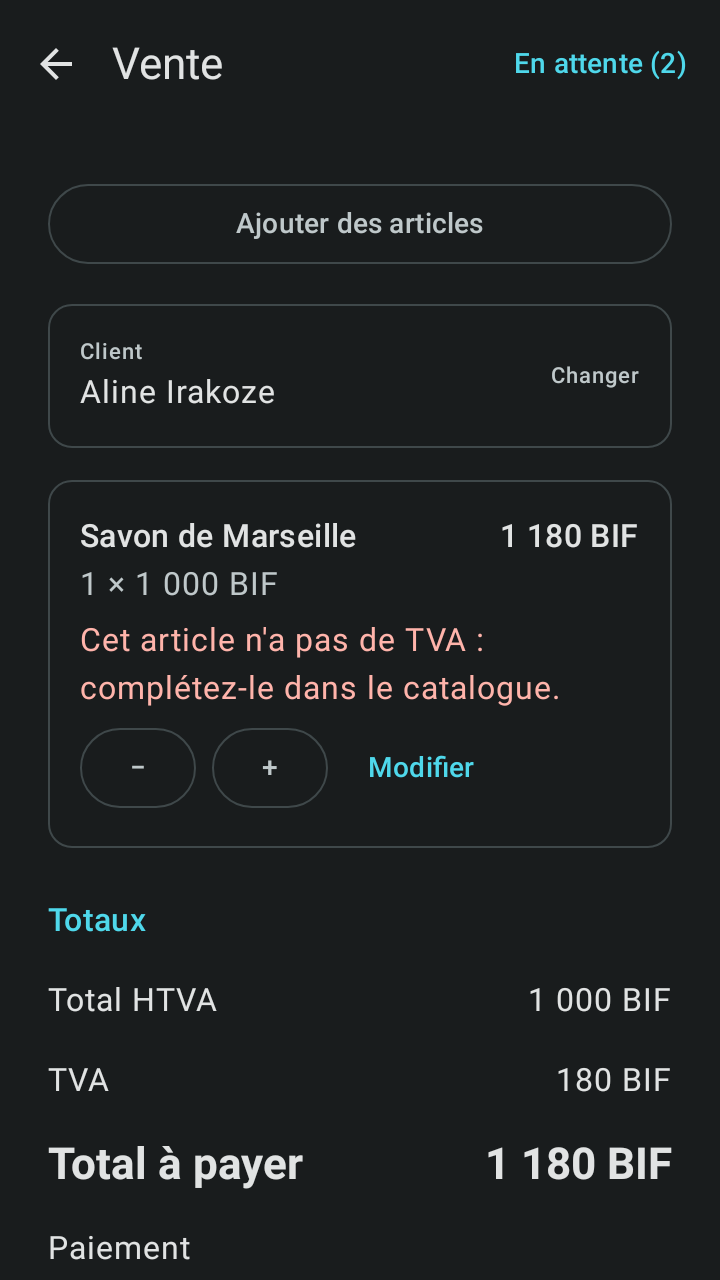 Vente
En attente (2)
Ajouter des articles
Client
Aline Irakoze
Changer
Savon de Marseille 1 180 BIF
1 × 1 000 BIF
Cet article n'a pas de TVA :
complétez-le dans le catalogue.
− + Modifier
Totaux
Total HTVA 1 000 BIF
TVA 180 BIF
Total à payer 1 180 BIF
Paiement